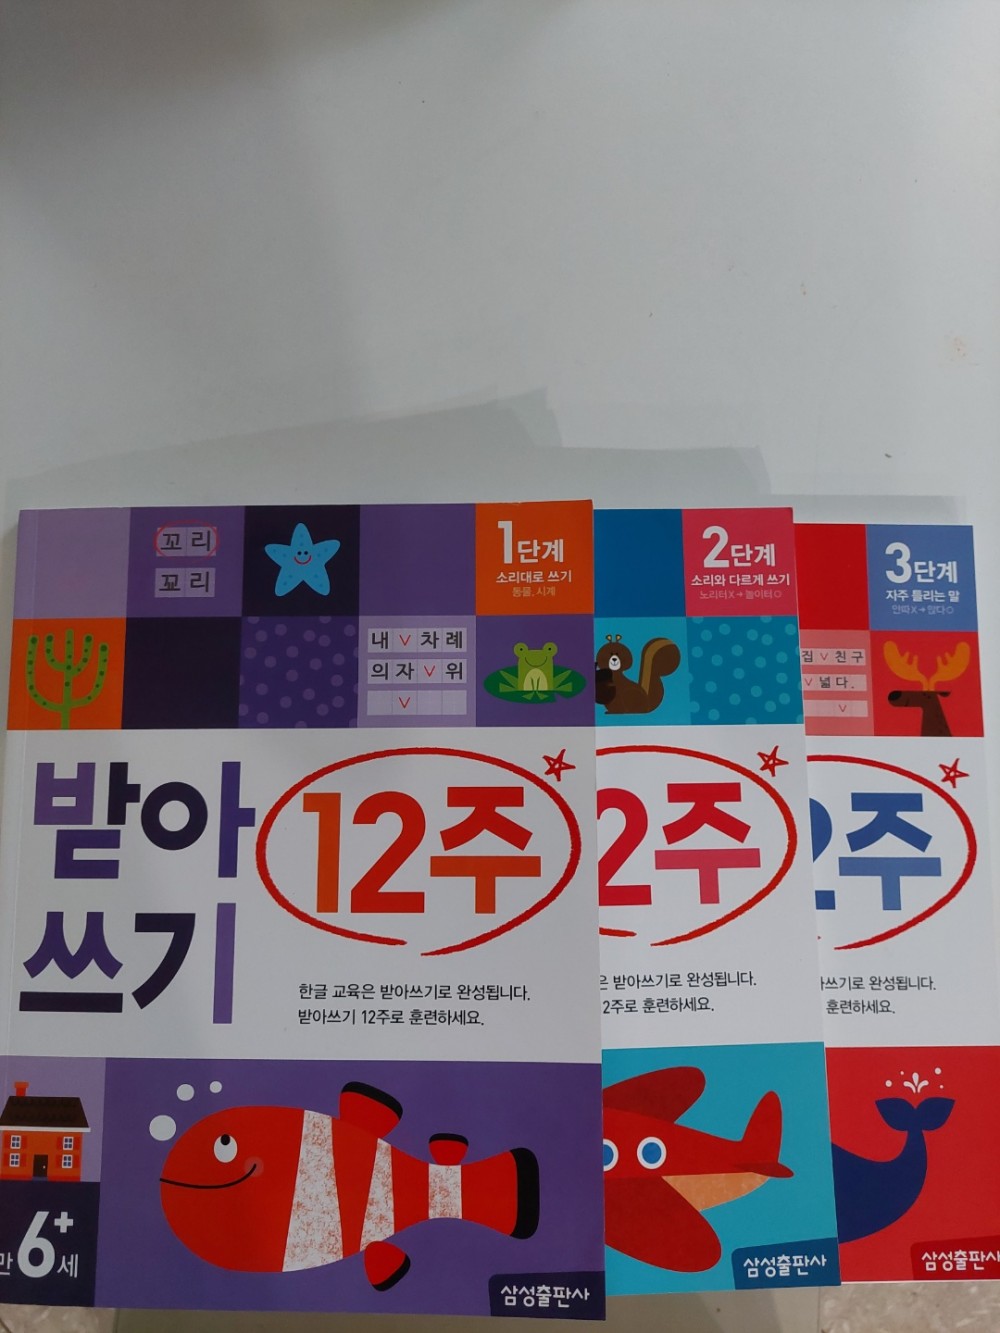 꼬리
꼬리
1단계
소리대로 쓰기
동물, 시계
내∨차례
의자∨위
∨
받아
쓰기
12주
한글 교육은 받아쓰기로 완성됩니다.
받아쓰기 12주로 훈련하세요.
만 6+세
삼성출판사
2단계
소리와 다르게 쓰기
노리터X→놀이터○
2주
은 받아쓰기로 완성됩니다.
2주로 훈련하세요.
삼성출판사
3단계
자주 틀리는 말
안따X→앉다○
집∨친구
∨넓다.
∨
2주
쓰기로 완성됩니다.
훈련하세요.
삼성출판사